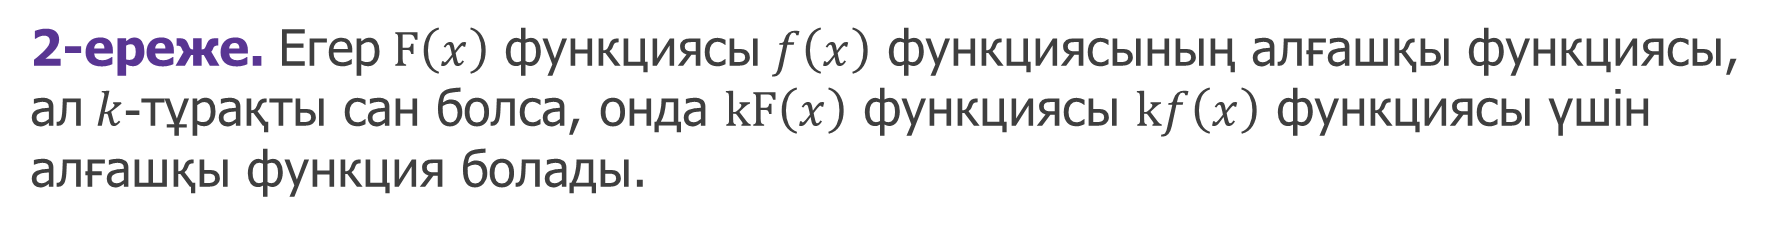 2-ереже. Егер F(x) функциясы f(x) функциясының алғашқы функциясы,
ал k-тұрақты сан болса, онда kF(x) функциясы kf(x) функциясы үшін
алғашқы функция болады.